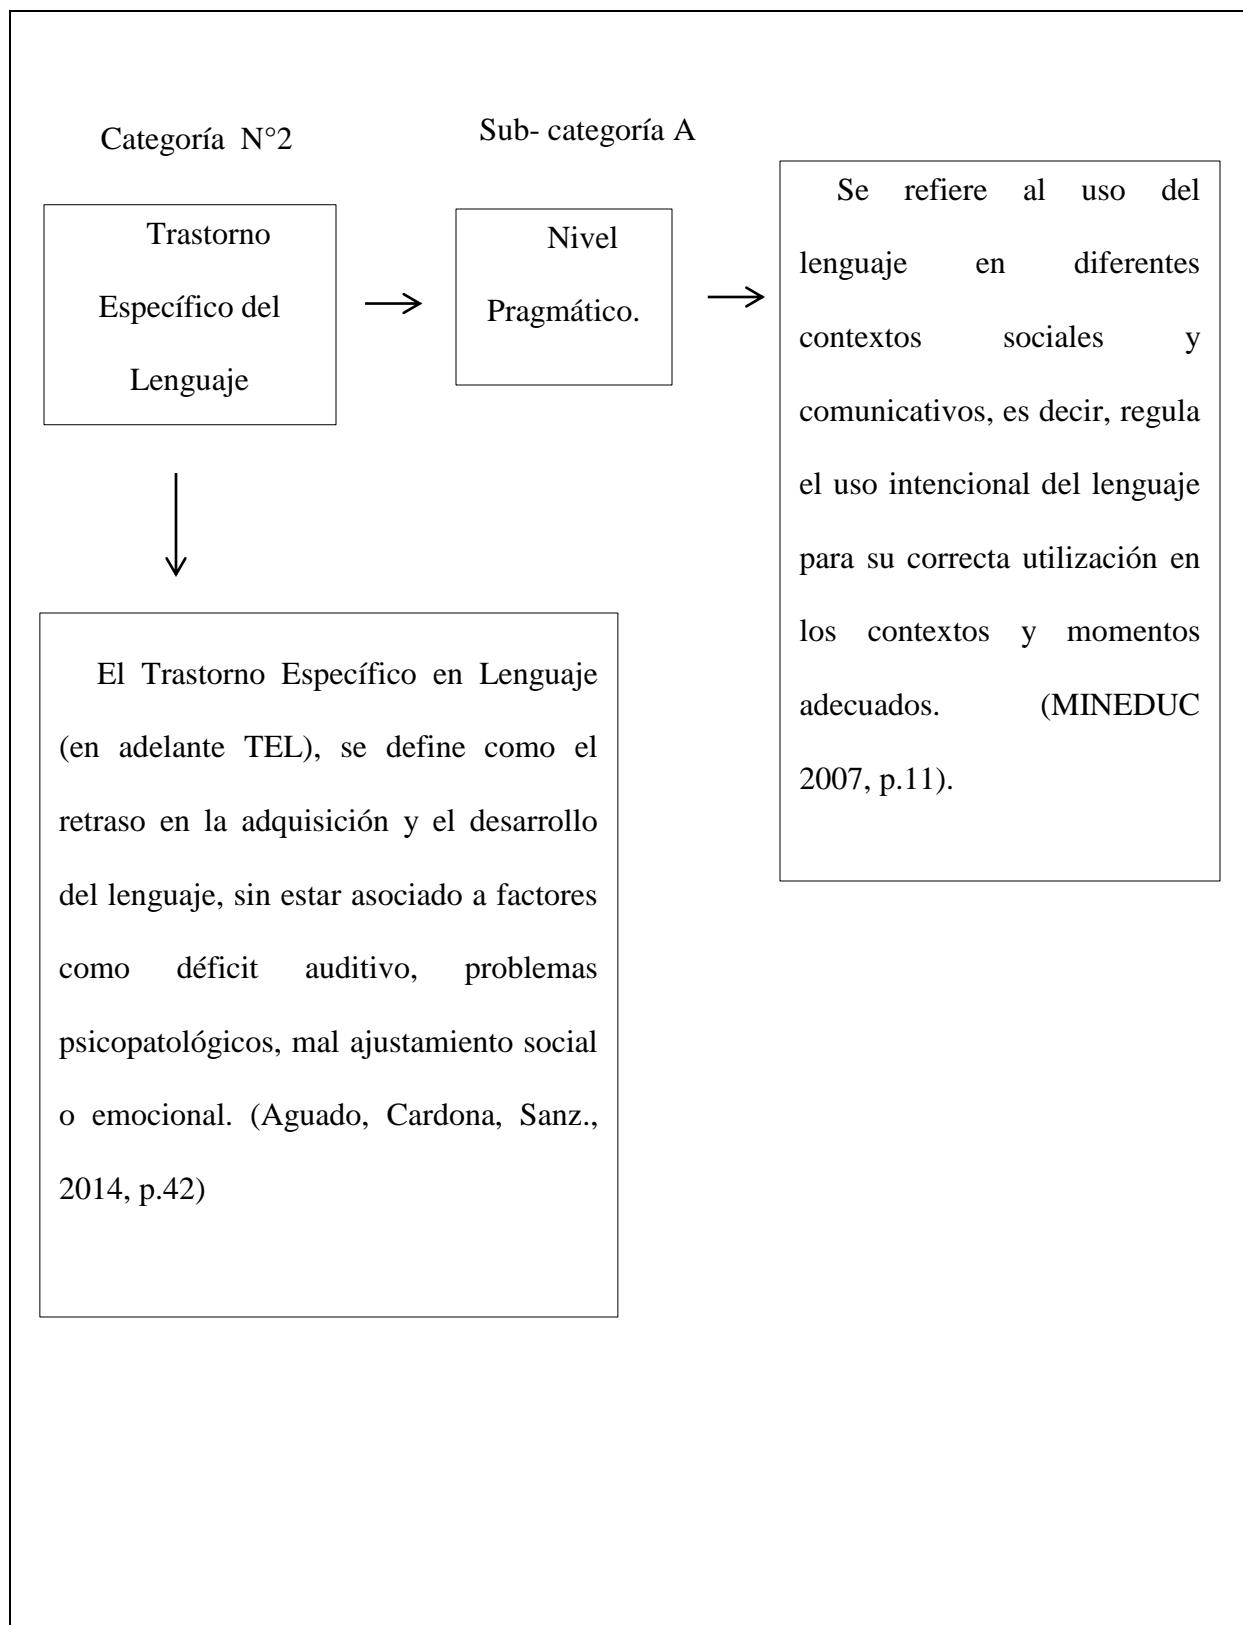 Categoría N°2
Sub- categoría A
Trastorno
Específico del
Lenguaje
Nivel
Pragmático.
Se refiere al uso del
lenguaje en diferentes
contextos sociales y
comunicativos, es decir, regula
el uso intencional del lenguaje
para su correcta utilización en
los contextos y momentos
adecuados. (MINEDUC
2007, p.11).
El Trastorno Específico en Lenguaje
(en adelante TEL), se define como el
retraso en la adquisición y el desarrollo
del lenguaje, sin estar asociado a factores
como déficit auditivo, problemas
psicopatológicos, mal ajustamiento social
o emocional. (Aguado, Cardona, Sanz.,
2014, p.42)